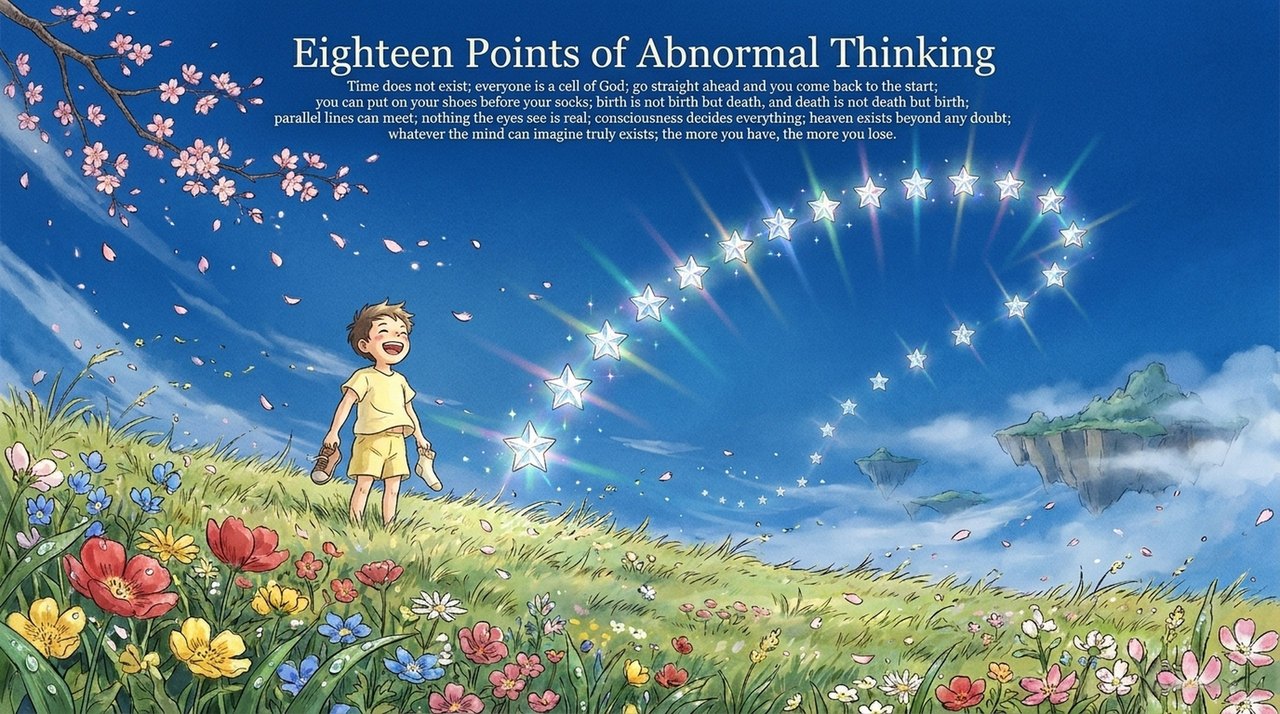 Eighteen Points of Abnormal Thinking
Time does not exist; everyone is a cell of God; go straight ahead and you come back to the start;
you can put on your shoes before your socks; birth is not birth but death, and death is not death but birth;
parallel lines can meet; nothing the eyes see is real; consciousness decides everything; heaven exists beyond any doubt;
whatever the mind can imagine truly exists; the more you have, the more you lose.